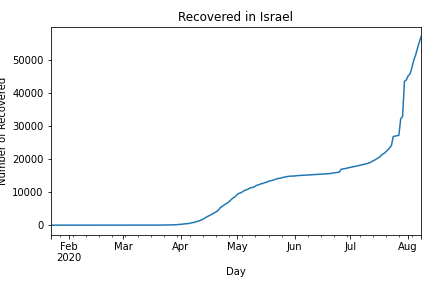 Recovered in Israel
Number of Recovered
50000
40000
30000
20000
10000
0
Feb Mar Apr May Jun Jul Aug
2020
Day